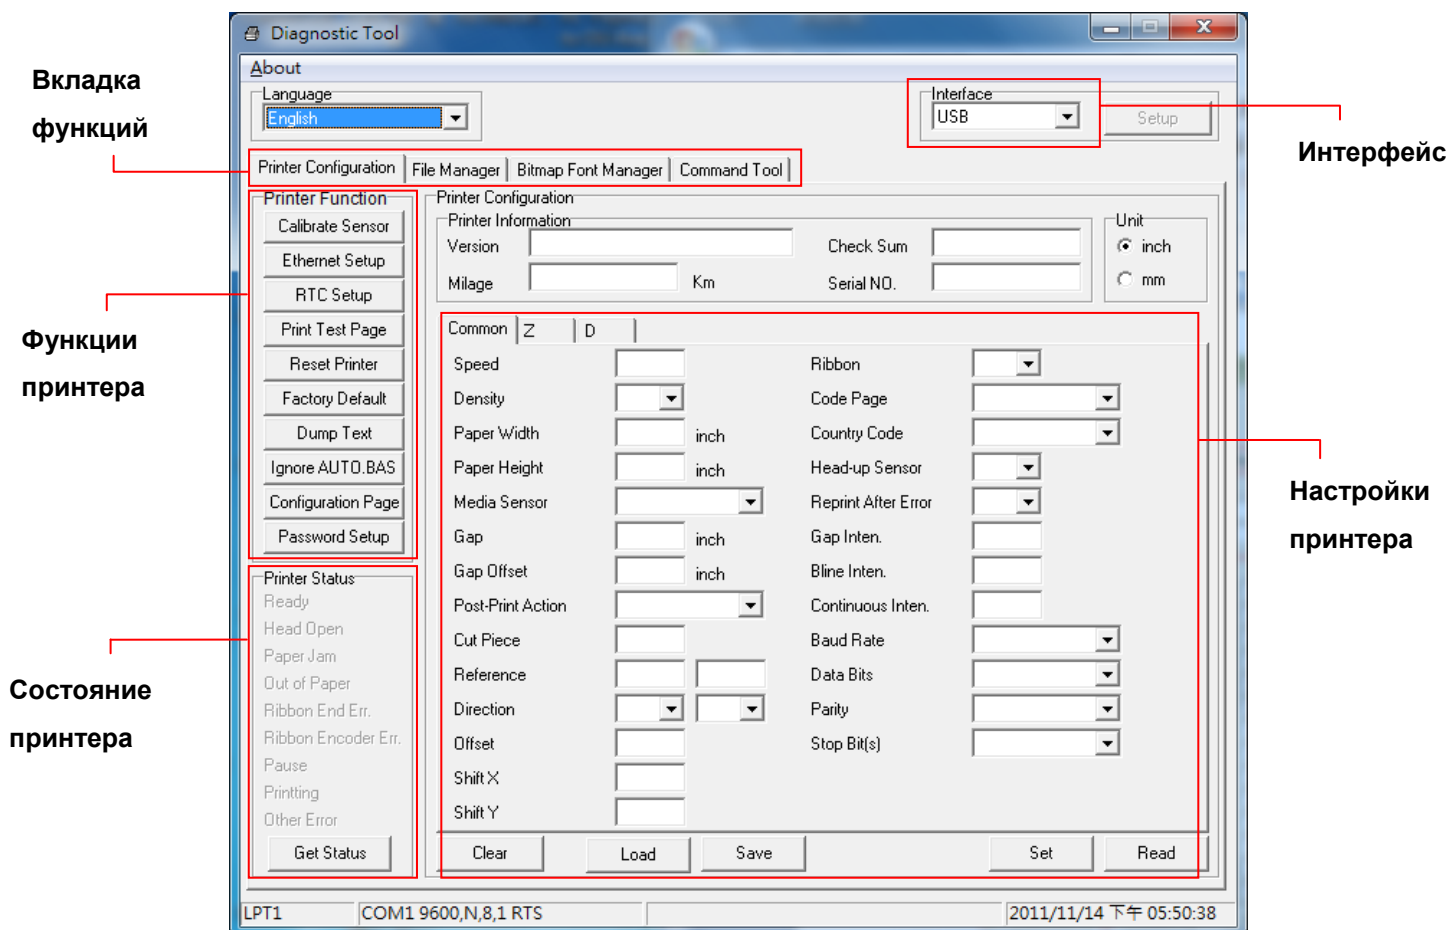 Diagnostic Tool
About
Language
English
Interface
USB
Setup
Printer Configuration
File Manager
Bitmap Font Manager
Command Tool
Printer Function
Calibrate Sensor
Ethernet Setup
RTC Setup
Print Test Page
Reset Printer
Factory Default
Dump Text
Ignore AUTO.BAS
Configuration Page
Password Setup
Printer Status
Ready
Head Open
Paper Jam
Out of Paper
Ribbon End Err.
Ribbon Encoder Err.
Pause
Printting
Other Error
Get Status
Printer Configuration
Printer Information
Version
Check Sum
Milage
Km
Serial NO.
Unit
inch
mm
Common
Z
D
Speed
Density
Paper Width
inch
Paper Height
inch
Media Sensor
Gap
inch
Gap Offset
inch
Post-Print Action
Cut Piece
Reference
Direction
Offset
Shift X
Shift Y
Ribbon
Code Page
Country Code
Head-up Sensor
Reprint After Error
Gap Inten.
Bline Inten.
Continuous Inten.
Baud Rate
Data Bits
Parity
Stop Bit(s)
Clear
Load
Save
Set
Read
LPT1
COM1 9600,N,8,1 RTS
2011/11/14 下午 05:50:38
Вкладка
функций
Функции
принтера
Состояние
принтера
Интерфейс
Настройки
принтера